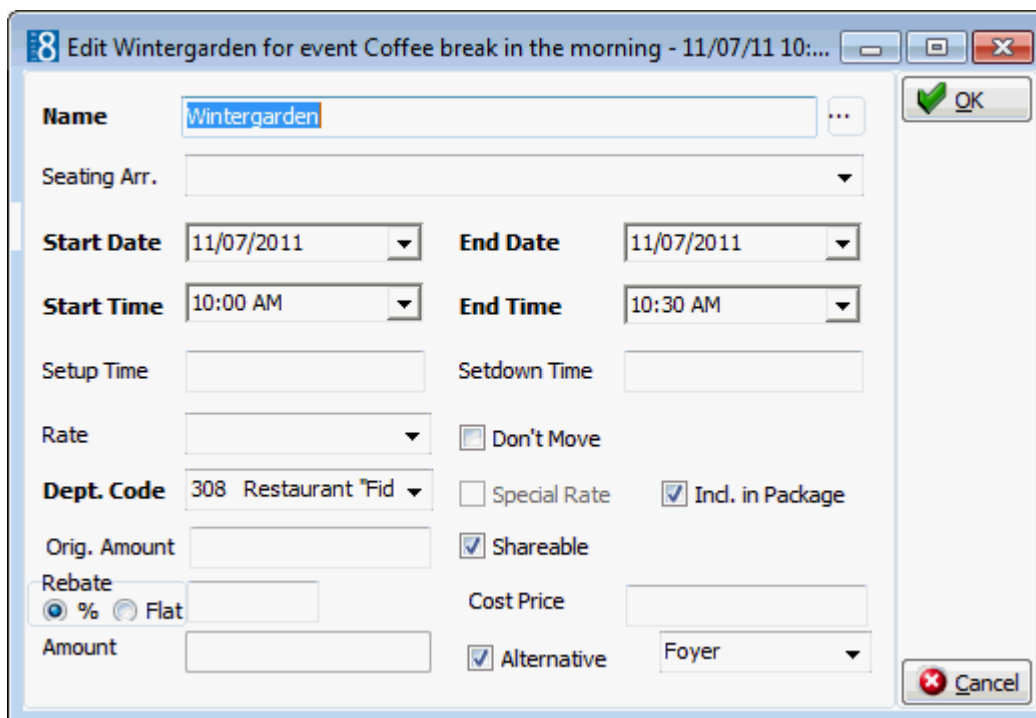 8 Edit Wintergarden for event Coffee break in the morning - 11/07/11 10:...
Name Wintergarden ...
OK
Seating Arr.
Start Date 11/07/2011 End Date 11/07/2011
Start Time 10:00 AM End Time 10:30 AM
Setup Time Setdown Time
Rate Don't Move
Dept. Code 308 Restaurant "Fid Special Rate Incl. in Package
Orig. Amount Shareable
Rebate
% Flat Cost Price
Amount Alternative Foyer
Cancel